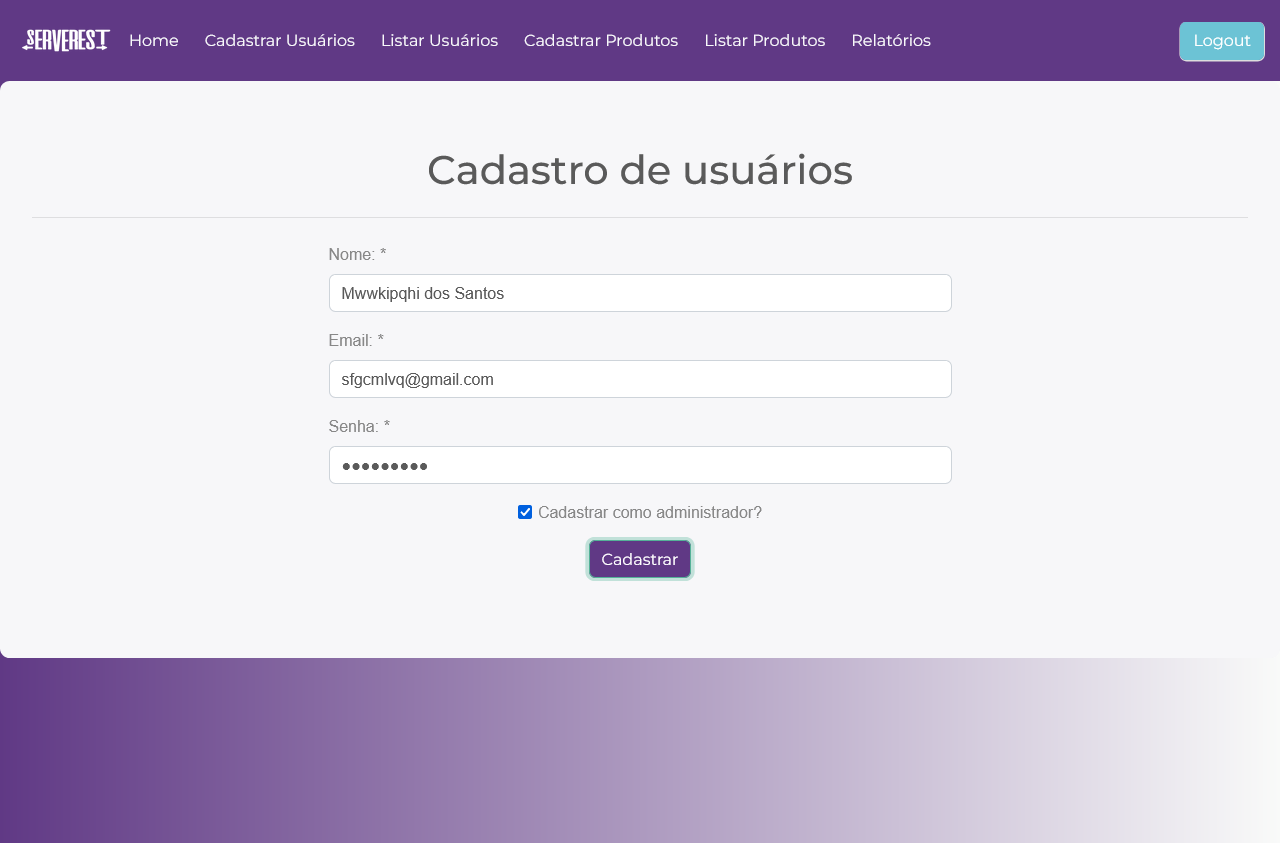 SERVEREST Home Cadastrar Usuários Listar Usuários Cadastrar Produtos Listar Produtos Relatórios Logout
Cadastro de usuários
Nome: *
Mwwkipqhi dos Santos
Email: *
sfgcmlvq@gmail.com
Senha: *
●●●●●●●●●
Cadastrar como administrador?
Cadastrar